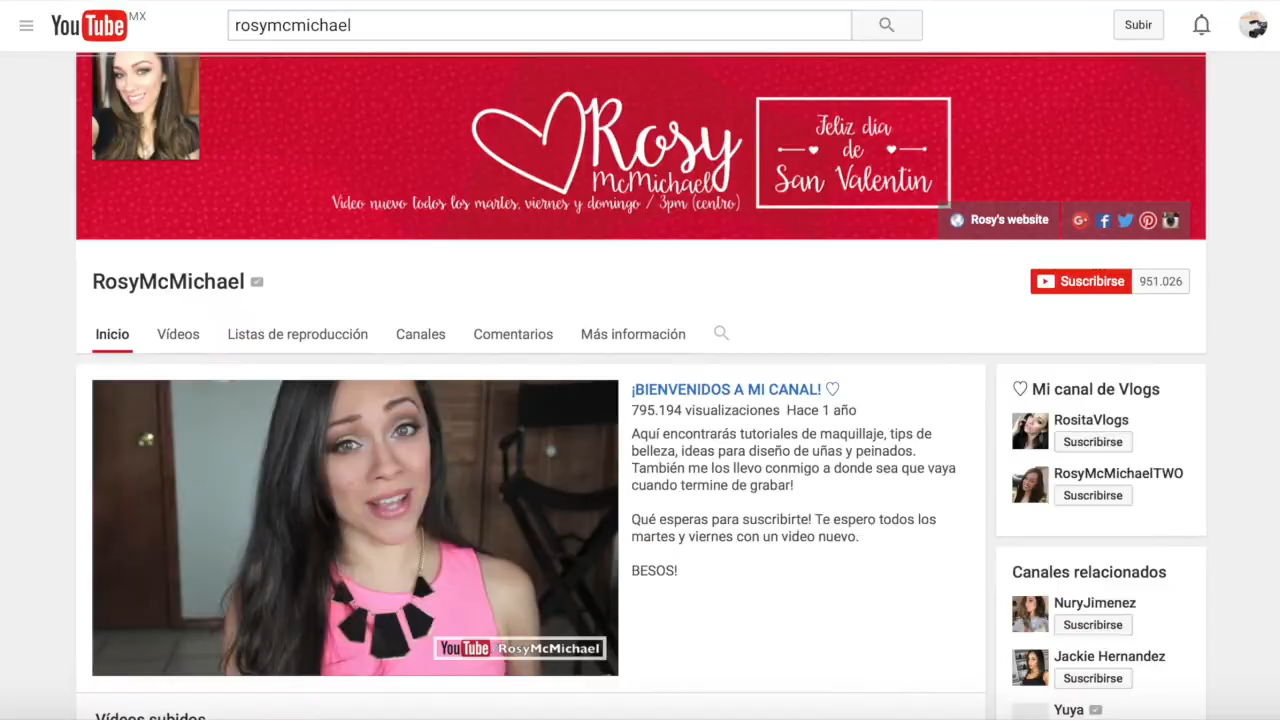 YouTube MX
rosymcmichael
Subir
Rosy
McMichael
Video nuevo todos los martes, viernes y domingo / 3pm (centro)
Feliz día
de
San Valentín
Rosy's website
RosyMcMichael
Suscribirse 951.026
Inicio Vídeos Listas de reproducción Canales Comentarios Más información
¡BIENVENIDOS A MI CANAL! ♡
795.194 visualizaciones Hace 1 año
Aquí encontrarás tutoriales de maquillaje, tips de
belleza, ideas para diseño de uñas y peinados.
También me los llevo conmigo a donde sea que vaya
cuando termine de grabar!
Qué esperas para suscribirte! Te espero todos los
martes y viernes con un video nuevo.
BESOS!
YouTube/RosyMcMichael
♡ Mi canal de Vlogs
RositaVlogs
Suscribirse
RosyMcMichaelTWO
Suscribirse
Canales relacionados
NuryJimenez
Suscribirse
Jackie Hernandez
Suscribirse
Yuya
Vídeos subidos